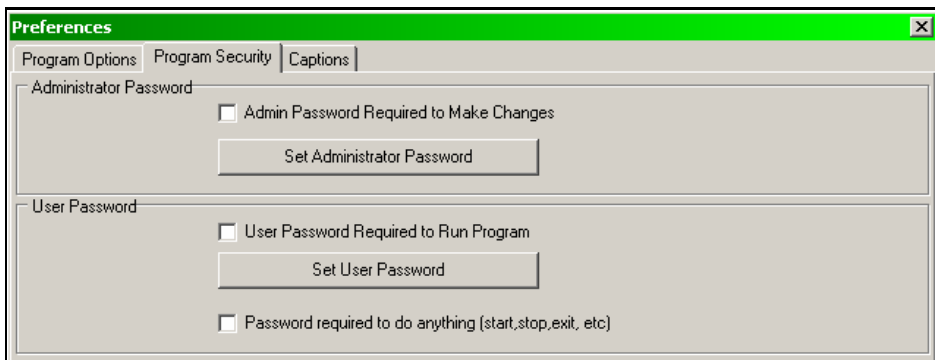 Preferences
Program Options Program Security Captions
Administrator Password
Admin Password Required to Make Changes
Set Administrator Password
User Password
User Password Required to Run Program
Set User Password
Password required to do anything (start,stop,exit, etc)